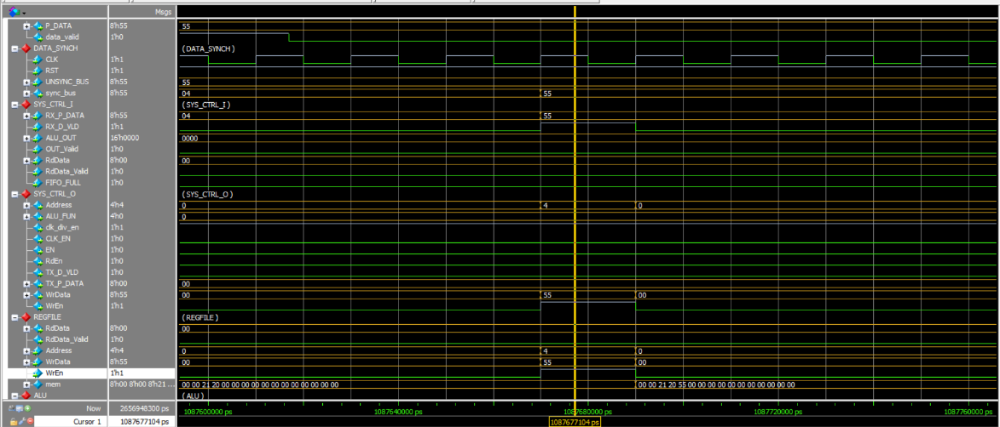 Msgs
P_DATA 8'h55 55
data_valid 1'h0
DATA_SYNCH ( DATA_SYNCH )
CLK 1'h1
RST 1'h1
UNSYNC_BUS 8'h55 55
sync_bus 8'h55 04 55
SYS_CTRL_I ( SYS_CTRL_I )
RX_P_DATA 8'h55 04 55
RX_D_VLD 1'h1
ALU_OUT 16'h0000 0000
OUT_Valid 1'h0
RdData 8'h00 00
RdData_Valid 1'h0
FIFO_FULL 1'h0
SYS_CTRL_O ( SYS_CTRL_O )
Address 4'h4 0 4 0
ALU_FUN 4'h0 0
clk_div_en 1'h1
CLK_EN 1'h0
EN 1'h0
RdEn 1'h0
TX_D_VLD 1'h0
TX_P_DATA 8'h00 00
WrData 8'h55 00 55 00
WrEn 1'h1
REGFILE ( REGFILE )
RdData 8'h00 00
RdData_Valid 1'h0
Address 4'h4 0 4 0
WrData 8'h55 00 55 00
WrEn 1'h1
mem 8'h00 8'h00 8'h21 ... 00 00 21 20 00 00 00 00 00 00 00 00 00 00 00 00 00 00 21 20 55 00 00 00 00 00 00 00 00 00 00 00
ALU ( ALU )
Now 2656948300 ps 1087600000 ps 1087640000 ps 1087680000 ps 1087720000 ps 1087760000 ps
Cursor 1 1087677104 ps 1087677104 ps